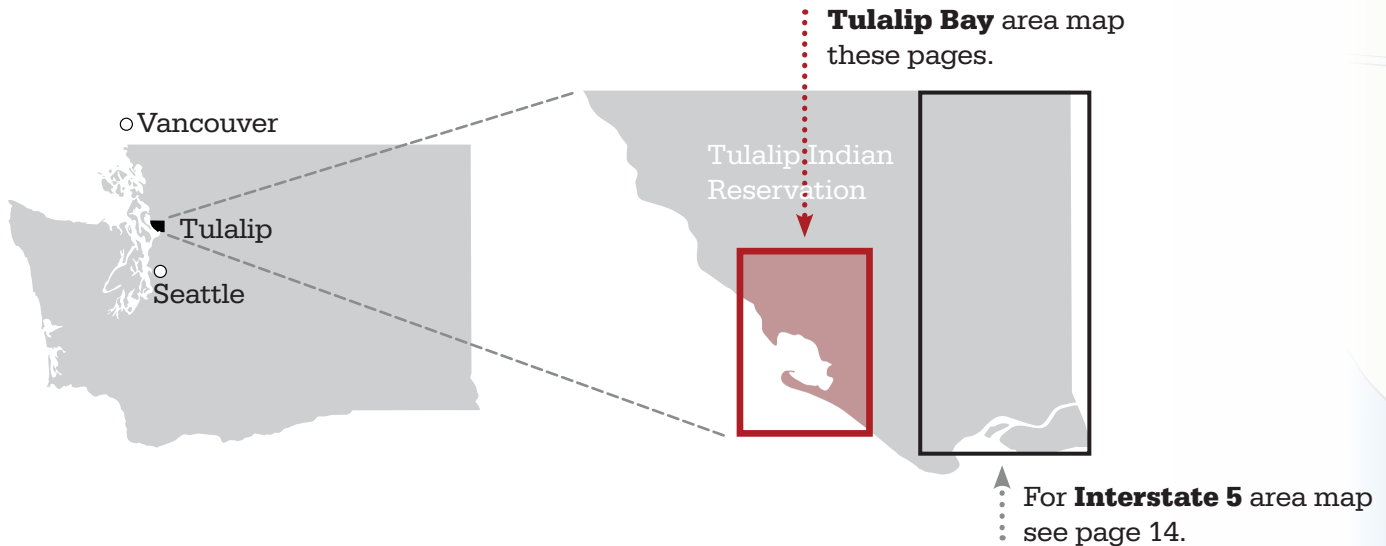 Tulalip Bay area map
these pages.
Vancouver
Tulalip Indian
Reservation
Tulalip
Seattle
For Interstate 5 area map
see page 14.